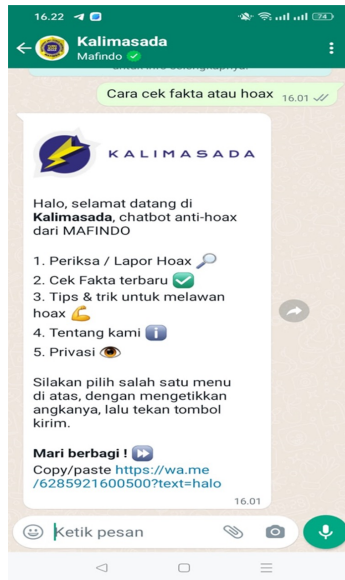 16.22
74
Kalimasada
Mafindo
Untuk info selengkapnya.
Cara cek fakta atau hoax 16.01
KALIMASADA
Halo, selamat datang di
Kalimasada, chatbot anti-hoax
dari MAFINDO
1. Periksa / Lapor Hoax 🔎
2. Cek Fakta terbaru ✅
3. Tips & trik untuk melawan
hoax 💪
4. Tentang kami ℹ️
5. Privasi 👁️
Silakan pilih salah satu menu
di atas, dengan mengetikkan
angkanya, lalu tekan tombol
kirim.
Mari berbagi ! ⏩
Copy/paste https://wa.me
/6285921600500?text=halo
16.01
Ketik pesan